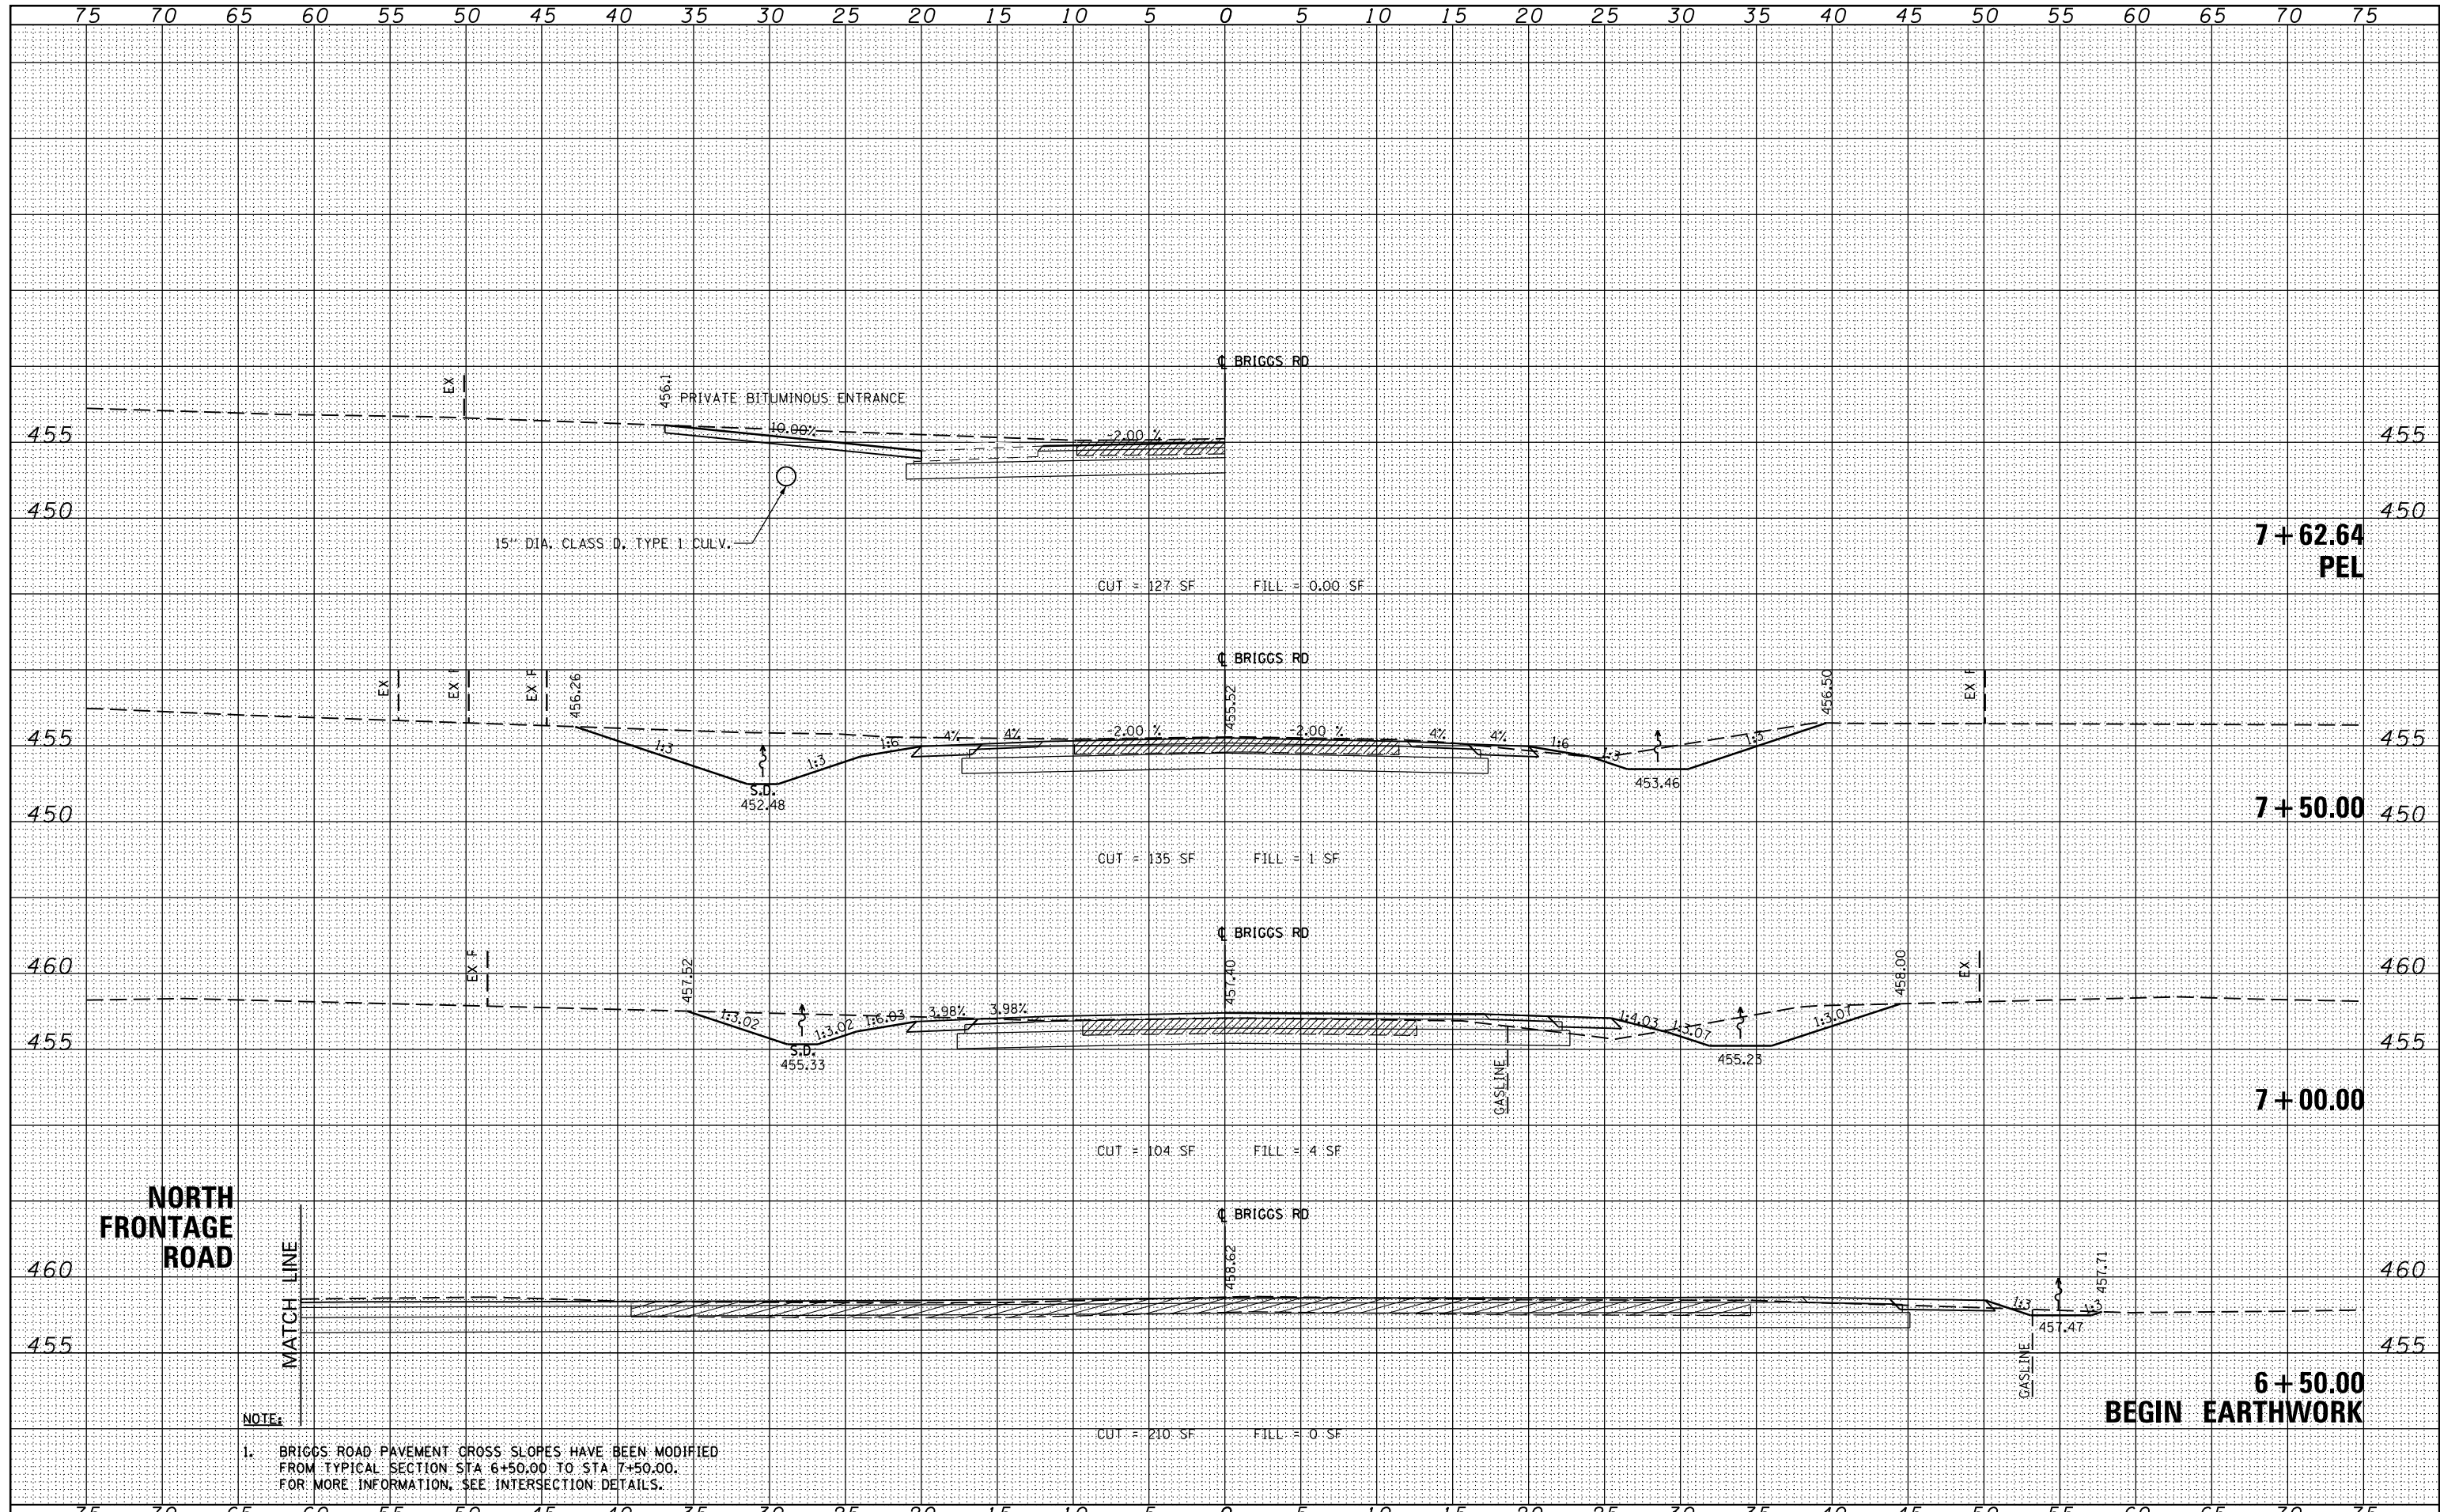 75 70 65 60 55 50 45 40 35 30 25 20 15 10 5 0 5 10 15 20 25 30 35 40 45 50 55 60 65 70 75
℄ BRIGGS RD
EX
456.1
PRIVATE BITUMINOUS ENTRANCE
10.00%
-2.00 %
455 455
450 450
15" DIA. CLASS D, TYPE 1 CULV.
7 + 62.64
PEL
CUT = 127 SF FILL = 0.00 SF
℄ BRIGGS RD
EX
EX F
EX F
456.26
455.52
456.50
EX F
455 455
1:3
1:3
1:6
4%
4%
-2.00 %
-2.00 %
4%
4%
1:6
1:3
1:3
S.D.
452.48
453.46
450 450
7 + 50.00
CUT = 135 SF FILL = 1 SF
℄ BRIGGS RD
460 460
EX F
457.52
457.40
458.00
EX
1:3.02
1:3.02
1:6.03
3.98%
3.98%
1:4.03
1:3.07
1:3.07
455 455
S.D.
455.33
455.23
GASLINE
7 + 00.00
CUT = 104 SF FILL = 4 SF
NORTH
FRONTAGE
ROAD
℄ BRIGGS RD
460 460
MATCH LINE
458.62
457.71
1:3
1:3
457.47
455 455
GASLINE
6 + 50.00
BEGIN EARTHWORK
CUT = 210 SF FILL = 0 SF
NOTE:
1. BRIGGS ROAD PAVEMENT CROSS SLOPES HAVE BEEN MODIFIED
FROM TYPICAL SECTION STA 6+50.00 TO STA 7+50.00.
FOR MORE INFORMATION, SEE INTERSECTION DETAILS.
75 70 65 60 55 50 45 40 35 30 25 20 15 10 5 0 5 10 15 20 25 30 35 40 45 50 55 60 65 70 75